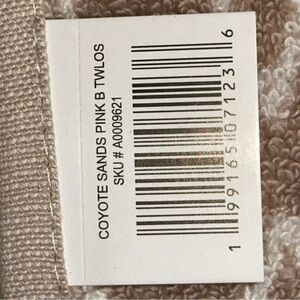 COYOTE SANDS PINK B TWLOS
SKU # A0009621
1 99165 07123 6